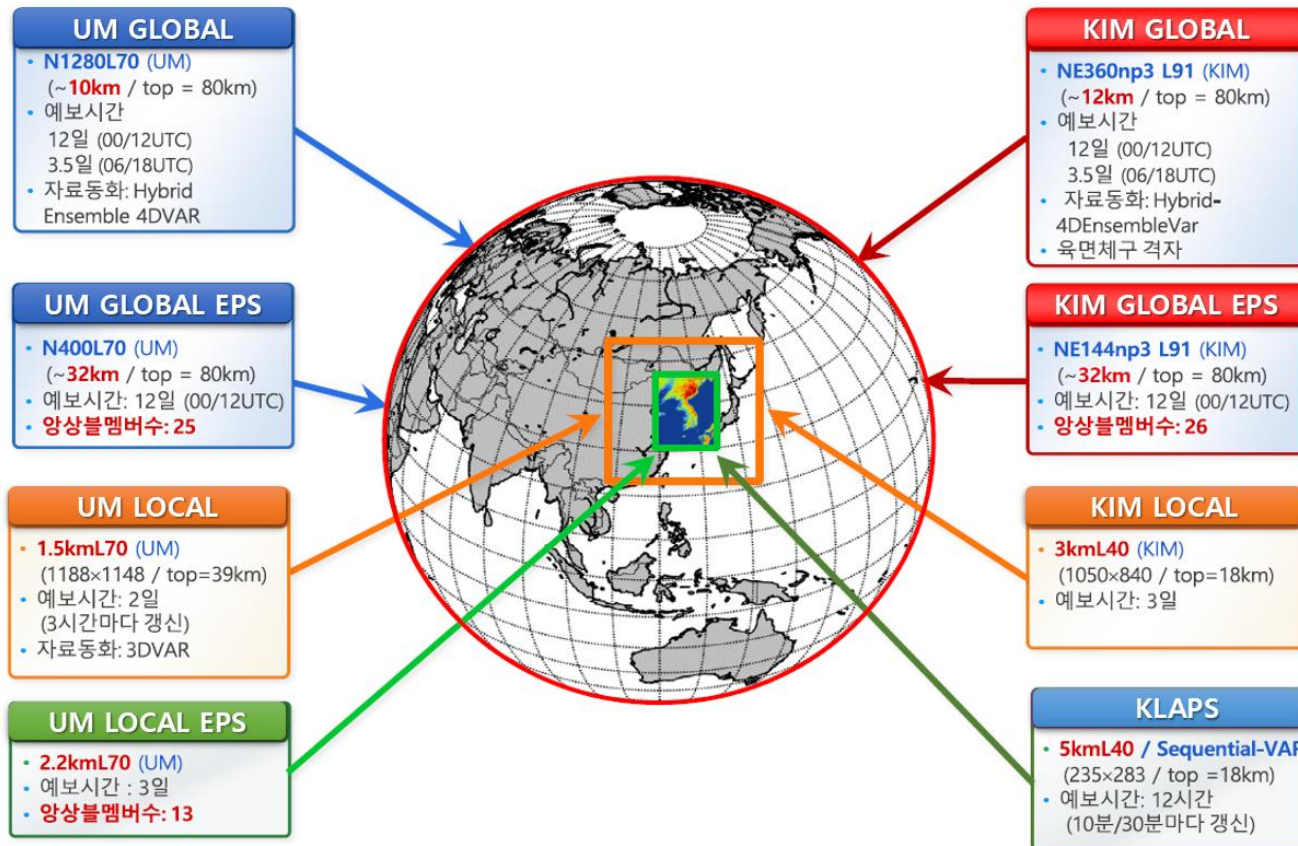 UM GLOBAL
• N1280L70 (UM)
(~10km / top = 80km)
• 예보시간
12일 (00/12UTC)
3.5일 (06/18UTC)
• 자료동화: Hybrid
Ensemble 4DVAR
UM GLOBAL EPS
• N400L70 (UM)
(~32km / top = 80km)
• 예보시간: 12일 (00/12UTC)
• 앙상블멤버수: 25
UM LOCAL
• 1.5kmL70 (UM)
(1188×1148 / top=39km)
• 예보시간: 2일
(3시간마다 갱신)
• 자료동화: 3DVAR
UM LOCAL EPS
• 2.2kmL70 (UM)
• 예보시간 : 3일
• 앙상블멤버수: 13
KIM GLOBAL
• NE360np3 L91 (KIM)
(~12km / top = 80km)
• 예보시간
12일 (00/12UTC)
3.5일 (06/18UTC)
• 자료동화: Hybrid-
4DEnsembleVar
• 육면체구 격자
KIM GLOBAL EPS
• NE144np3 L91 (KIM)
(~32km / top = 80km)
• 예보시간: 12일 (00/12UTC)
• 앙상블멤버수: 26
KIM LOCAL
• 3kmL40 (KIM)
(1050×840 / top=18km)
• 예보시간: 3일
KLAPS
• 5kmL40 / Sequential-VAR
(235×283 / top =18km)
• 예보시간: 12시간
(10분/30분마다 갱신)